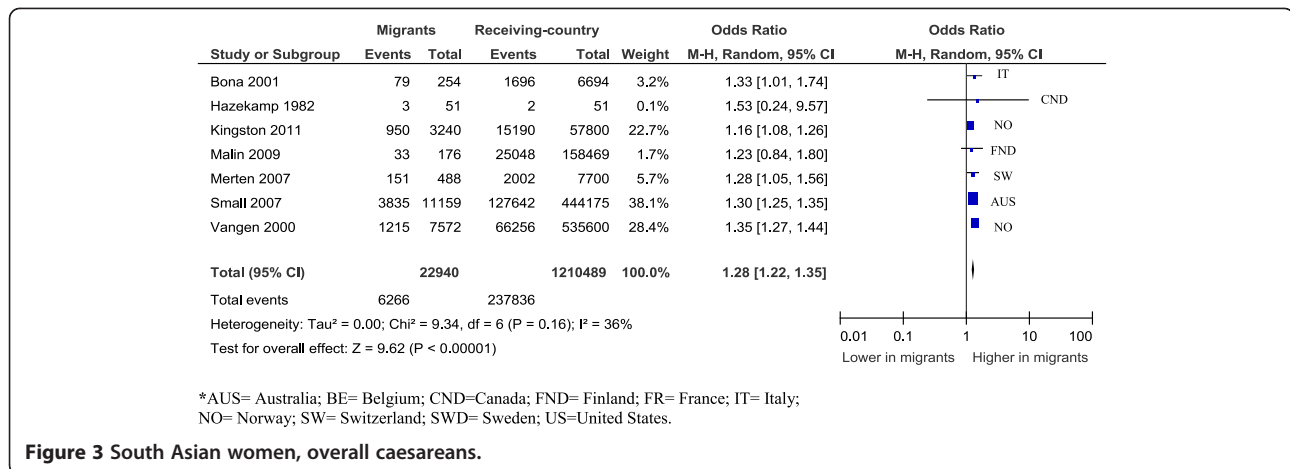 Migrants Receiving-country Odds Ratio Odds Ratio
Study or Subgroup Events Total Events Total Weight M-H, Random, 95% CI M-H, Random, 95% CI
Bona 2001 79 254 1696 6694 3.2% 1.33 [1.01, 1.74] IT
Hazekamp 1982 3 51 2 51 0.1% 1.53 [0.24, 9.57] CND
Kingston 2011 950 3240 15190 57800 22.7% 1.16 [1.08, 1.26] NO
Malin 2009 33 176 25048 158469 1.7% 1.23 [0.84, 1.80] FND
Merten 2007 151 488 2002 7700 5.7% 1.28 [1.05, 1.56] SW
Small 2007 3835 11159 127642 444175 38.1% 1.30 [1.25, 1.35] AUS
Vangen 2000 1215 7572 66256 535600 28.4% 1.35 [1.27, 1.44] NO
Total (95% CI) 22940 1210489 100.0% 1.28 [1.22, 1.35]
Total events 6266 237836
Heterogeneity: Tau² = 0.00; Chi² = 9.34, df = 6 (P = 0.16); I² = 36%
Test for overall effect: Z = 9.62 (P < 0.00001)
0.01 0.1 1 10 100
Lower in migrants Higher in migrants
*AUS= Australia; BE= Belgium; CND=Canada; FND= Finland; FR= France; IT= Italy;
NO= Norway; SW= Switzerland; SWD= Sweden; US=United States.
Figure 3 South Asian women, overall caesareans.